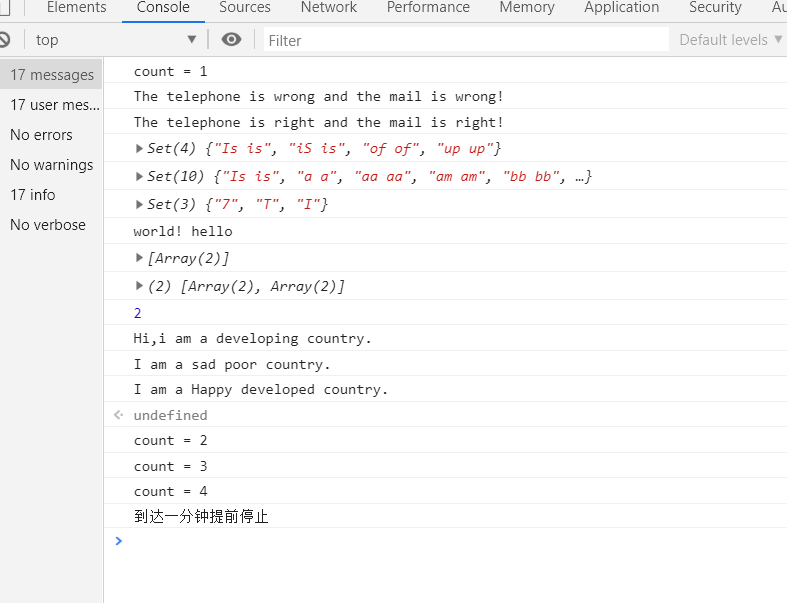 Elements Console Sources Network Performance Memory Application Security
top Filter Default levels
17 messages
17 user mes...
No errors
No warnings
17 info
No verbose
count = 1
The telephone is wrong and the mail is wrong!
The telephone is right and the mail is right!
Set(4) {"Is is", "iS is", "of of", "up up"}
Set(10) {"Is is", "a a", "aa aa", "am am", "bb bb", …}
Set(3) {"7", "T", "I"}
world! hello
[Array(2)]
(2) [Array(2), Array(2)]
2
Hi,i am a developing country.
I am a sad poor country.
I am a Happy developed country.
undefined
count = 2
count = 3
count = 4
到达一分钟提前停止